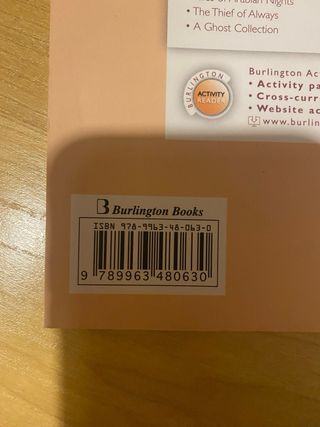 Arabian Nights
• The Thief of Always
• A Ghost Collection
BURLINGTON
ACTIVITY
READER
Burlington Ac
• Activity pa
• Cross-curr
• Website ac
www.burlin
B Burlington Books
ISBN 978-9963-48-063-0
9 789963 480630